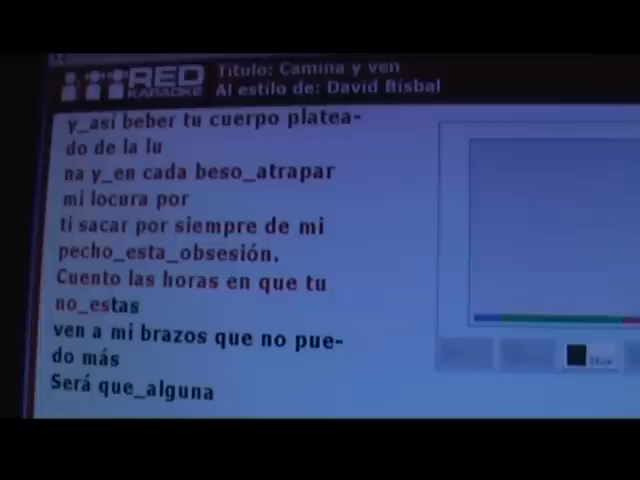 RED
KARAOKE
Titulo: Camina y ven
Al estilo de: David Bisbal
y_así beber tu cuerpo platea-
do de la lu
na y_en cada beso_atrapar
mi locura por
ti sacar por siempre de mi
pecho_esta_obsesión.
Cuento las horas en que tu
no_estas
ven a mi brazos que no pue-
do más
Será que_alguna
Stop